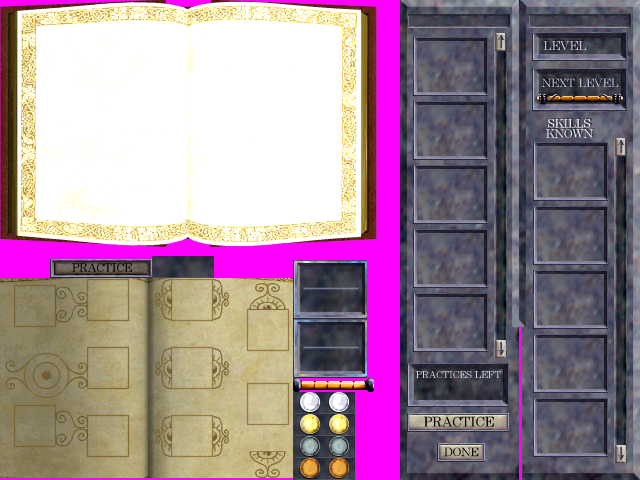 LEVEL
NEXT LEVEL
SKILLS
KNOWN
PRACTICE
PRACTICES LEFT
PRACTICE
DONE